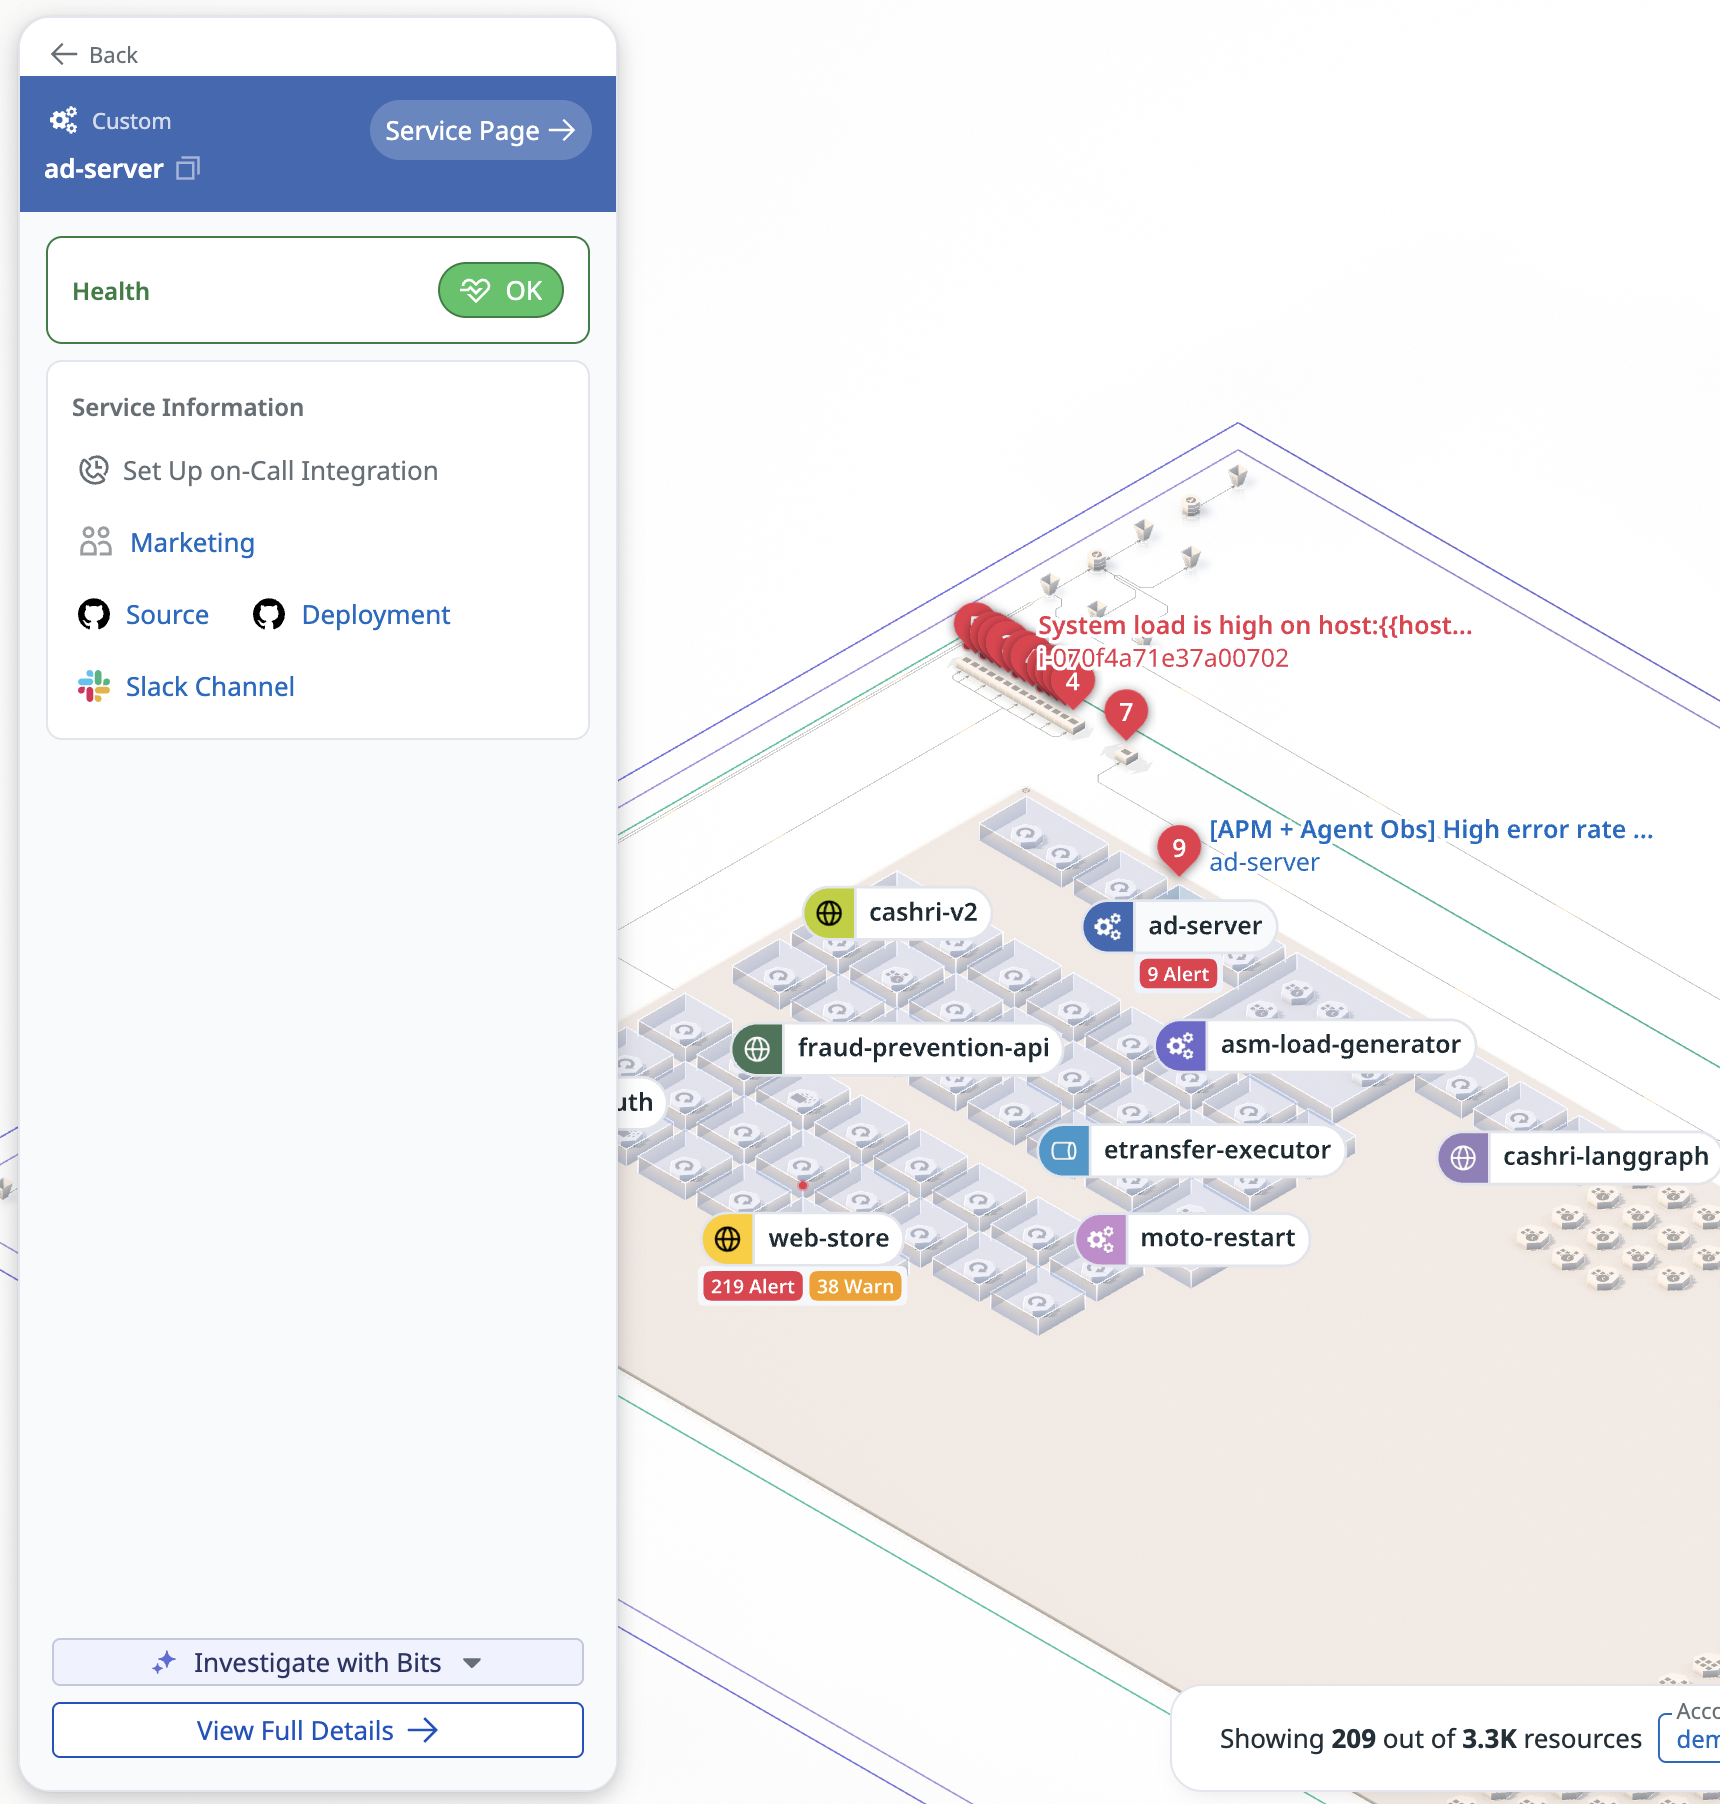 Back
Custom
Service Page
ad-server
Health
OK
Service Information
Set Up on-Call Integration
Marketing
Source
Deployment
Slack Channel
Investigate with Bits
View Full Details
System load is high on host:{{host...
i-070f4a71e37a00702
4
7
9
[APM + Agent Obs] High error rate ...
ad-server
cashri-v2
ad-server
9 Alert
fraud-prevention-api
asm-load-generator
uth
etransfer-executor
cashri-langgraph
web-store
219 Alert
38 Warn
moto-restart
Showing 209 out of 3.3K resources
Acco
dem